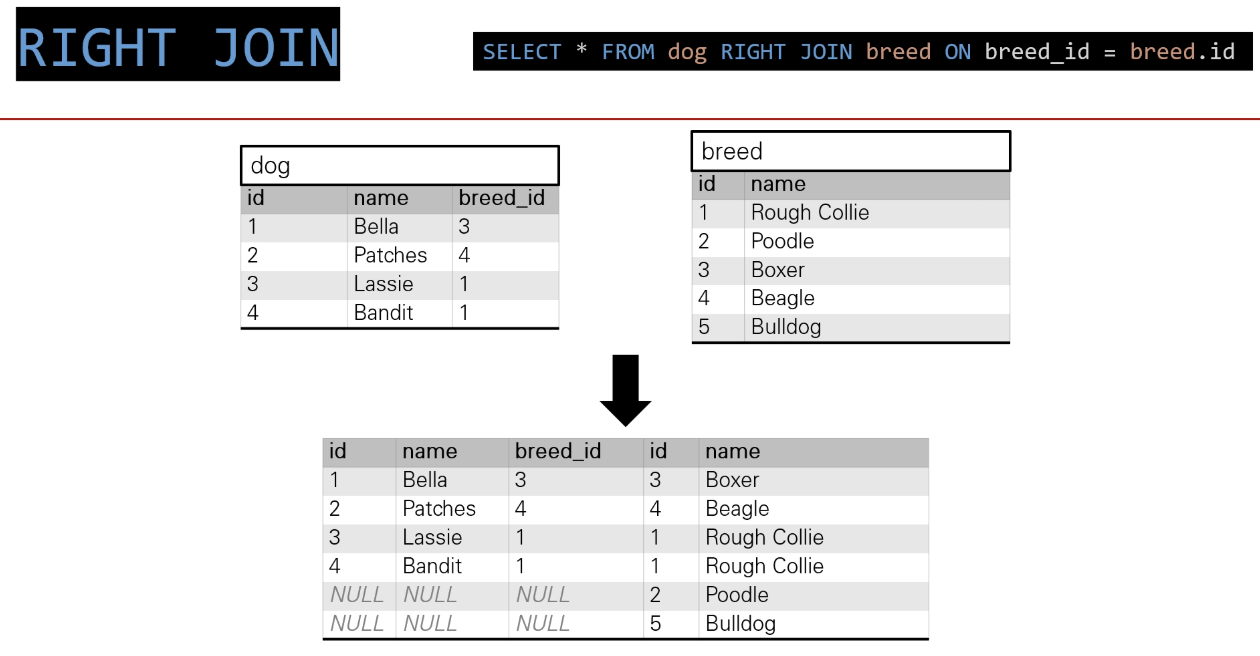 RIGHT JOIN
SELECT * FROM dog RIGHT JOIN breed ON breed_id = breed.id
dog
id name breed_id
1 Bella 3
2 Patches 4
3 Lassie 1
4 Bandit 1
breed
id name
1 Rough Collie
2 Poodle
3 Boxer
4 Beagle
5 Bulldog
id name breed_id id name
1 Bella 3 3 Boxer
2 Patches 4 4 Beagle
3 Lassie 1 1 Rough Collie
4 Bandit 1 1 Rough Collie
NULL NULL NULL 2 Poodle
NULL NULL NULL 5 Bulldog